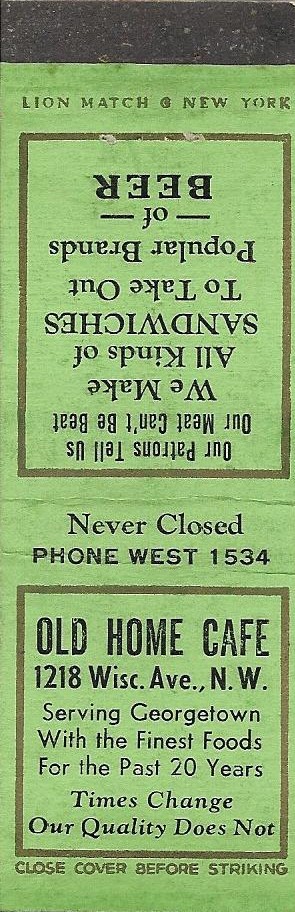 LION MATCH © NEW YORK
Our Patrons Tell Us
Our Meat Can't Be Beat
We Make
All Kinds of
SANDWICHES
To Take Out
Popular Brands
— of —
BEER
Never Closed
PHONE WEST 1534
OLD HOME CAFE
1218 Wisc. Ave., N. W.
Serving Georgetown
With the Finest Foods
For the Past 20 Years
Times Change
Our Quality Does Not
CLOSE COVER BEFORE STRIKING